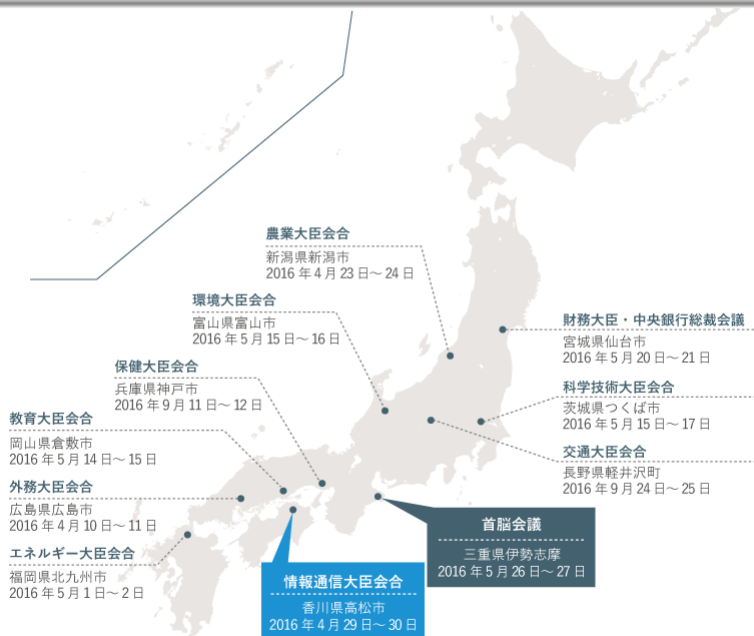 農業大臣会合
新潟県新潟市
2016 年 4 月 23 日〜 24 日
環境大臣会合
富山県富山市
2016 年 5 月 15 日〜 16 日
保健大臣会合
兵庫県神戸市
2016 年 9 月 11 日〜 12 日
教育大臣会合
岡山県倉敷市
2016 年 5 月 14 日〜 15 日
外務大臣会合
広島県広島市
2016 年 4 月 10 日〜 11 日
エネルギー大臣会合
福岡県北九州市
2016 年 5 月 1 日〜 2 日
財務大臣・中央銀行総裁会議
宮城県仙台市
2016 年 5 月 20 日〜 21 日
科学技術大臣会合
茨城県つくば市
2016 年 5 月 15 日〜 17 日
交通大臣会合
長野県軽井沢町
2016 年 9 月 24 日〜 25 日
首脳会議
三重県伊勢志摩
2016 年 5 月 26 日〜 27 日
情報通信大臣会合
香川県高松市
2016 年 4 月 29 日〜 30 日